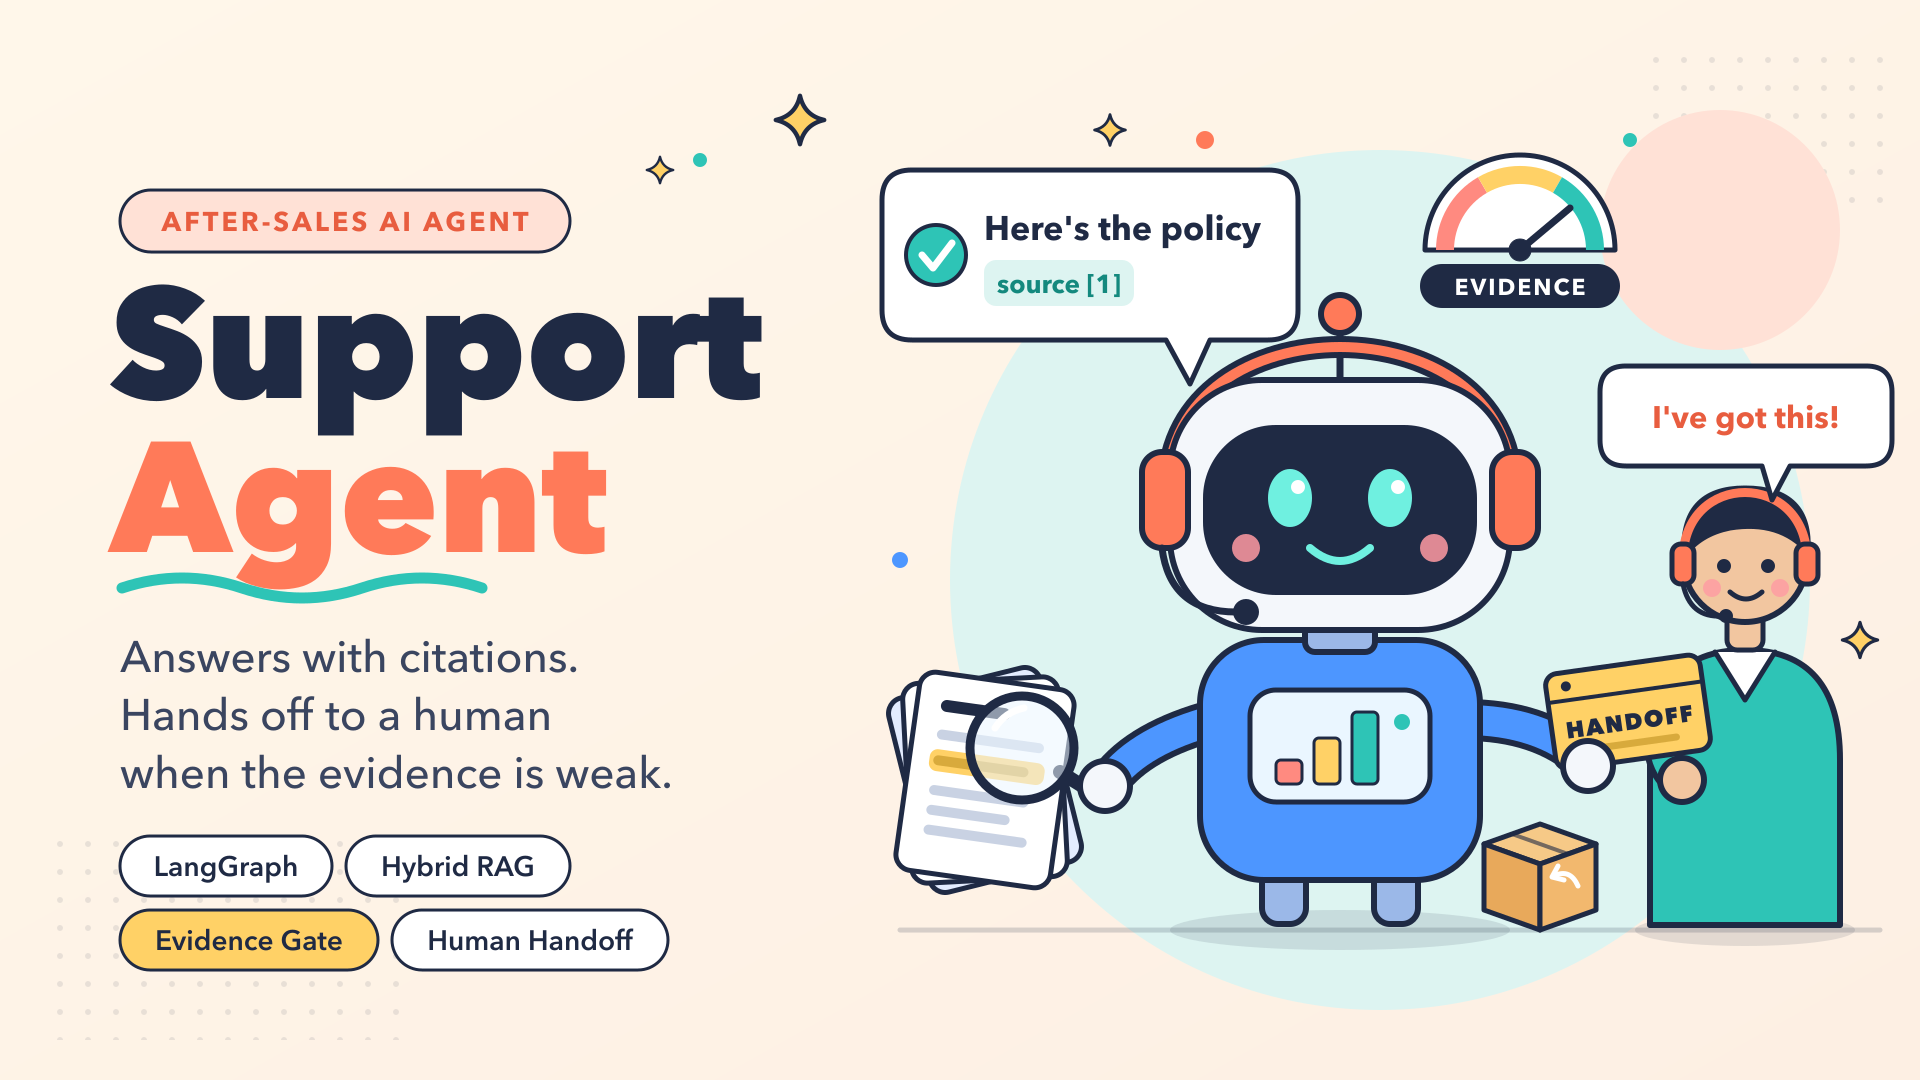 AFTER-SALES AI AGENT
Support
Agent
Answers with citations.
Hands off to a human
when the evidence is weak.
LangGraph
Hybrid RAG
Evidence Gate
Human Handoff
Here's the policy
source [1]
EVIDENCE
I've got this!
HANDOFF